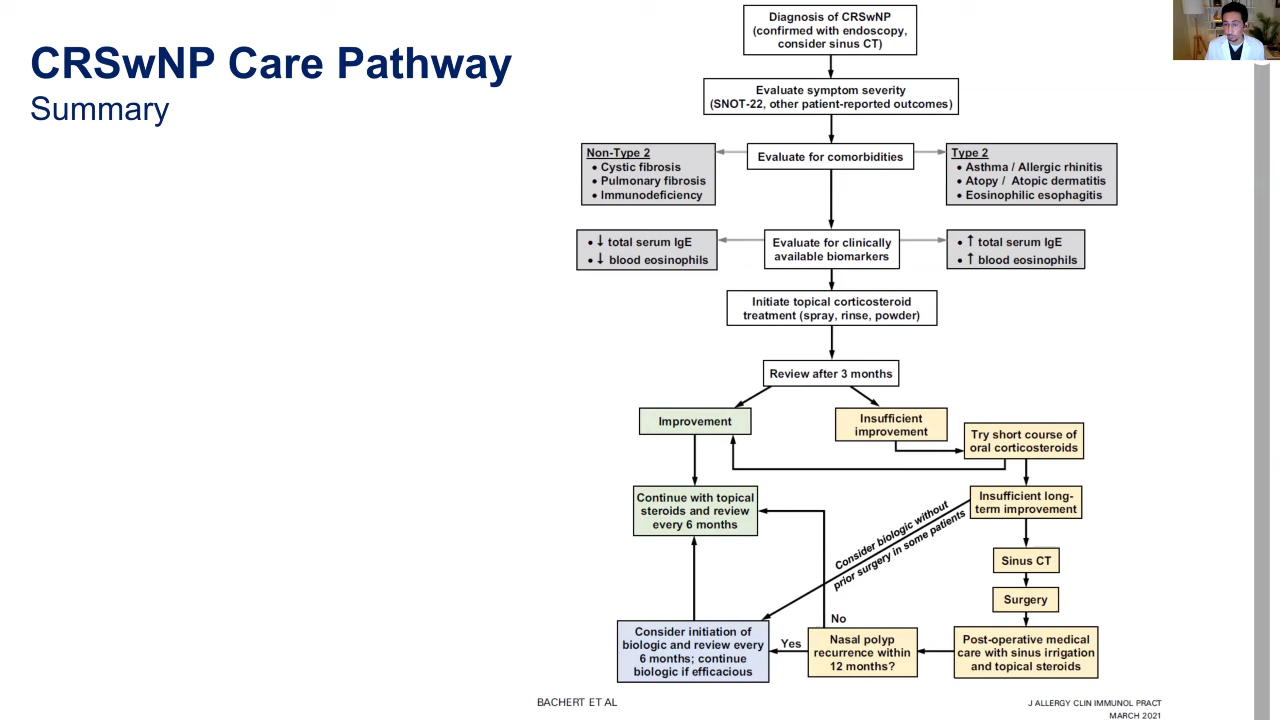 CRSwNP Care Pathway
Summary
Diagnosis of CRSwNP
(confirmed with endoscopy,
consider sinus CT)
Evaluate symptom severity
(SNOT-22, other patient-reported outcomes)
Non-Type 2
• Cystic fibrosis
• Pulmonary fibrosis
• Immunodeficiency
Evaluate for comorbidities
Type 2
• Asthma / Allergic rhinitis
• Atopy / Atopic dermatitis
• Eosinophilic esophagitis
• ↓ total serum IgE
• ↓ blood eosinophils
Evaluate for clinically
available biomarkers
• ↑ total serum IgE
• ↑ blood eosinophils
Initiate topical corticosteroid
treatment (spray, rinse, powder)
Review after 3 months
Improvement
Insufficient
improvement
Try short course of
oral corticosteroids
Continue with topical
steroids and review
every 6 months
Insufficient long-
term improvement
Consider biologic without
prior surgery in some patients
Sinus CT
Surgery
No
Consider initiation of
biologic and review every
6 months; continue
biologic if efficacious
Yes
Nasal polyp
recurrence within
12 months?
Post-operative medical
care with sinus irrigation
and topical steroids
BACHERT ET AL
J ALLERGY CLIN IMMUNOL PRACT
MARCH 2021